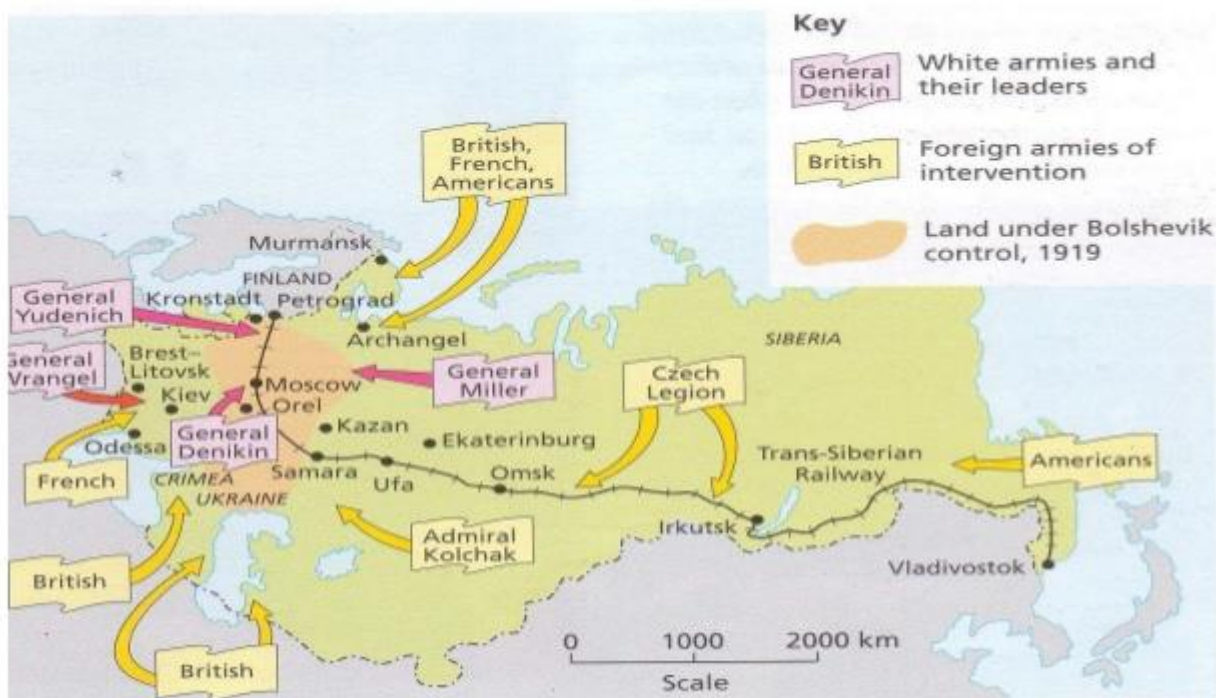 Key
General
Denikin
White armies and
their leaders
British
Foreign armies of
intervention
Land under Bolshevik
control, 1919
British,
French,
Americans
Murmansk
FINLAND
General
Yudenich
Kronstadt
Petrograd
Archangel
SIBERIA
General
Wrangel
Brest–
Litovsk
Kiev
Moscow
Orel
General
Miller
Czech
Legion
Odessa
General
Denikin
Kazan
Ekaterinburg
Trans-Siberian
Railway
Americans
French
CRIMEA
UKRAINE
Samara
Ufa
Omsk
Irkutsk
Admiral
Kolchak
British
Vladivostok
British
0 1000 2000 km
Scale